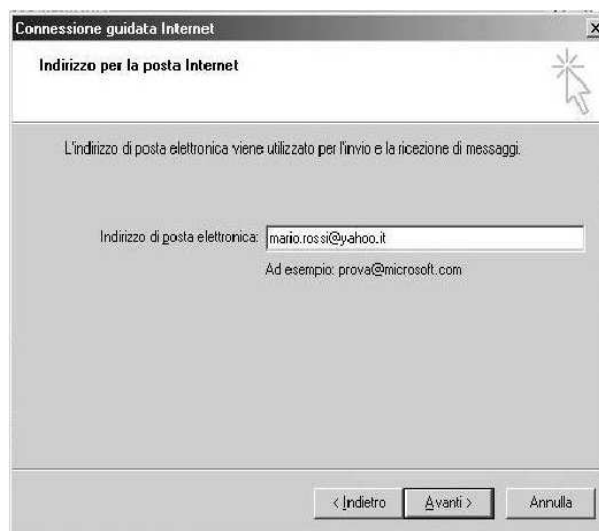 Connessione guidata Internet
Indirizzo per la posta Internet
L'indirizzo di posta elettronica viene utilizzato per l'invio e la ricezione di messaggi.
Indirizzo di posta elettronica: mario.rossi@yahoo.it
Ad esempio: prova@microsoft.com
< Indietro Avanti > Annulla